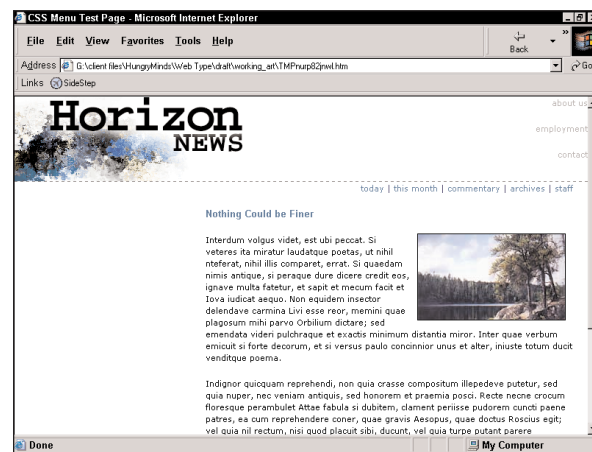 CSS Menu Test Page - Microsoft Internet Explorer
File Edit View Favorites Tools Help
Back
»
Address G:\client files\HungryMinds\Web Type\draft\working_art\TMPnurp82jnwl.htm
Go
Links SideStep
Horizon
NEWS
about us
employment
contact
today | this month | commentary | archives | staff
Nothing Could be Finer
Interdum volgus videt, est ubi peccat. Si
veteres ita miratur laudatque poetas, ut nihil
nteferat, nihil illis comparet, errat. Si quaedam
nimis antique, si peraque dure dicere credit eos,
ignave multa fatetur, et sapit et mecum facit et
Iova iudicat aequo. Non equidem insector
delendave carmina Livi esse reor, memini quae
plagosum mihi parvo Orbilium dictare; sed
emendata videri pulchraque et exactis minimum distantia miror. Inter quae verbum
emicuit si forte decorum, et si versus paulo concinnior unus et alter, iniuste totum ducit
venditque poema.
Indignor quicquam reprehendi, non quia crasse compositum illepedeve putetur, sed
quia nuper, nec veniam antiquis, sed honorem et praemia posci. Recte necne crocum
floresque perambulet Attae fabula si dubitem, clament periisse pudorem cuncti paene
patres, ea cum reprehendere coner, quae gravis Aesopus, quae doctus Roscius egit;
vel quia nil rectum, nisi quod placuit sibi, ducunt, vel quia turpe putant parere
Done
My Computer